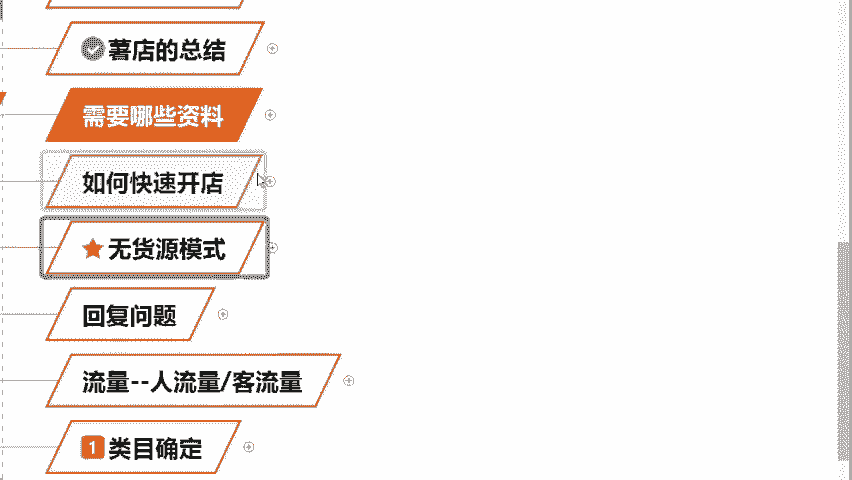 薯店的总结
需要哪些资料
如何快速开店
无货源模式
回复问题
流量--人流量/客流量
1 类目确定